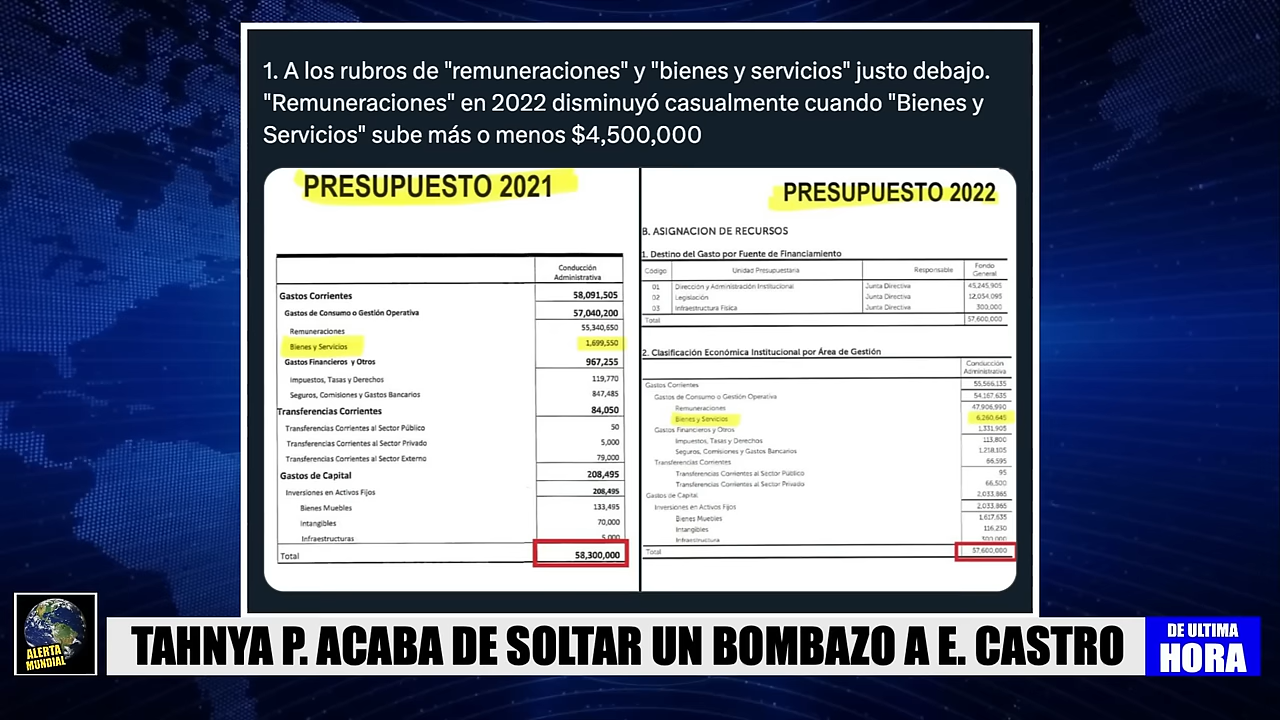 1. A los rubros de "remuneraciones" y "bienes y servicios" justo debajo.
"Remuneraciones" en 2022 disminuyó casualmente cuando "Bienes y
Servicios" sube más o menos $4,500,000
PRESUPUESTO 2021
Conducción
Administrativa
Gastos Corrientes 58,091,505
Gastos de Consumo o Gestión Operativa 57,040,200
Remuneraciones 55,340,650
Bienes y Servicios 1,699,550
Gastos Financieros y Otros 967,255
Impuestos, Tasas y Derechos 119,770
Seguros, Comisiones y Gastos Bancarios 847,485
Transferencias Corrientes 84,050
Transferencias Corrientes al Sector Público 50
Transferencias Corrientes al Sector Privado 5,000
Transferencias Corrientes al Sector Externo 79,000
Gastos de Capital 208,495
Inversiones en Activos Fijos 208,495
Bienes Muebles 133,495
Intangibles 70,000
Infraestructuras 5,000
Total 58,300,000
PRESUPUESTO 2022
B. ASIGNACION DE RECURSOS
1. Destino del Gasto por Fuente de Financiamiento
Código Unidad Presupuestaria Responsable Fondo
General
01 Dirección y Administración Institucional Junta Directiva 45,245,905
02 Legislación Junta Directiva 12,054,095
03 Infraestructura Física Junta Directiva 300,000
Total 57,600,000
2. Clasificación Económica Institucional por Área de Gestión
Conducción
Administrativa
Gastos Corrientes 55,566,135
Gastos de Consumo o Gestión Operativa 54,167,635
Remuneraciones 47,906,990
Bienes y Servicios 6,260,645
Gastos Financieros y Otros 1,331,905
Impuestos, Tasas y Derechos 113,800
Seguros, Comisiones y Gastos Bancarios 1,218,105
Transferencias Corrientes 66,595
Transferencias Corrientes al Sector Público 95
Transferencias Corrientes al Sector Privado 66,500
Gastos de Capital 2,033,865
Inversiones en Activos Fijos 2,033,865
Bienes Muebles 1,617,635
Intangibles 116,230
Infraestructura 300,000
Total 57,600,000
ALERTA
MUNDIAL
TAHNYA P. ACABA DE SOLTAR UN BOMBAZO A E. CASTRO
DE ULTIMA
HORA